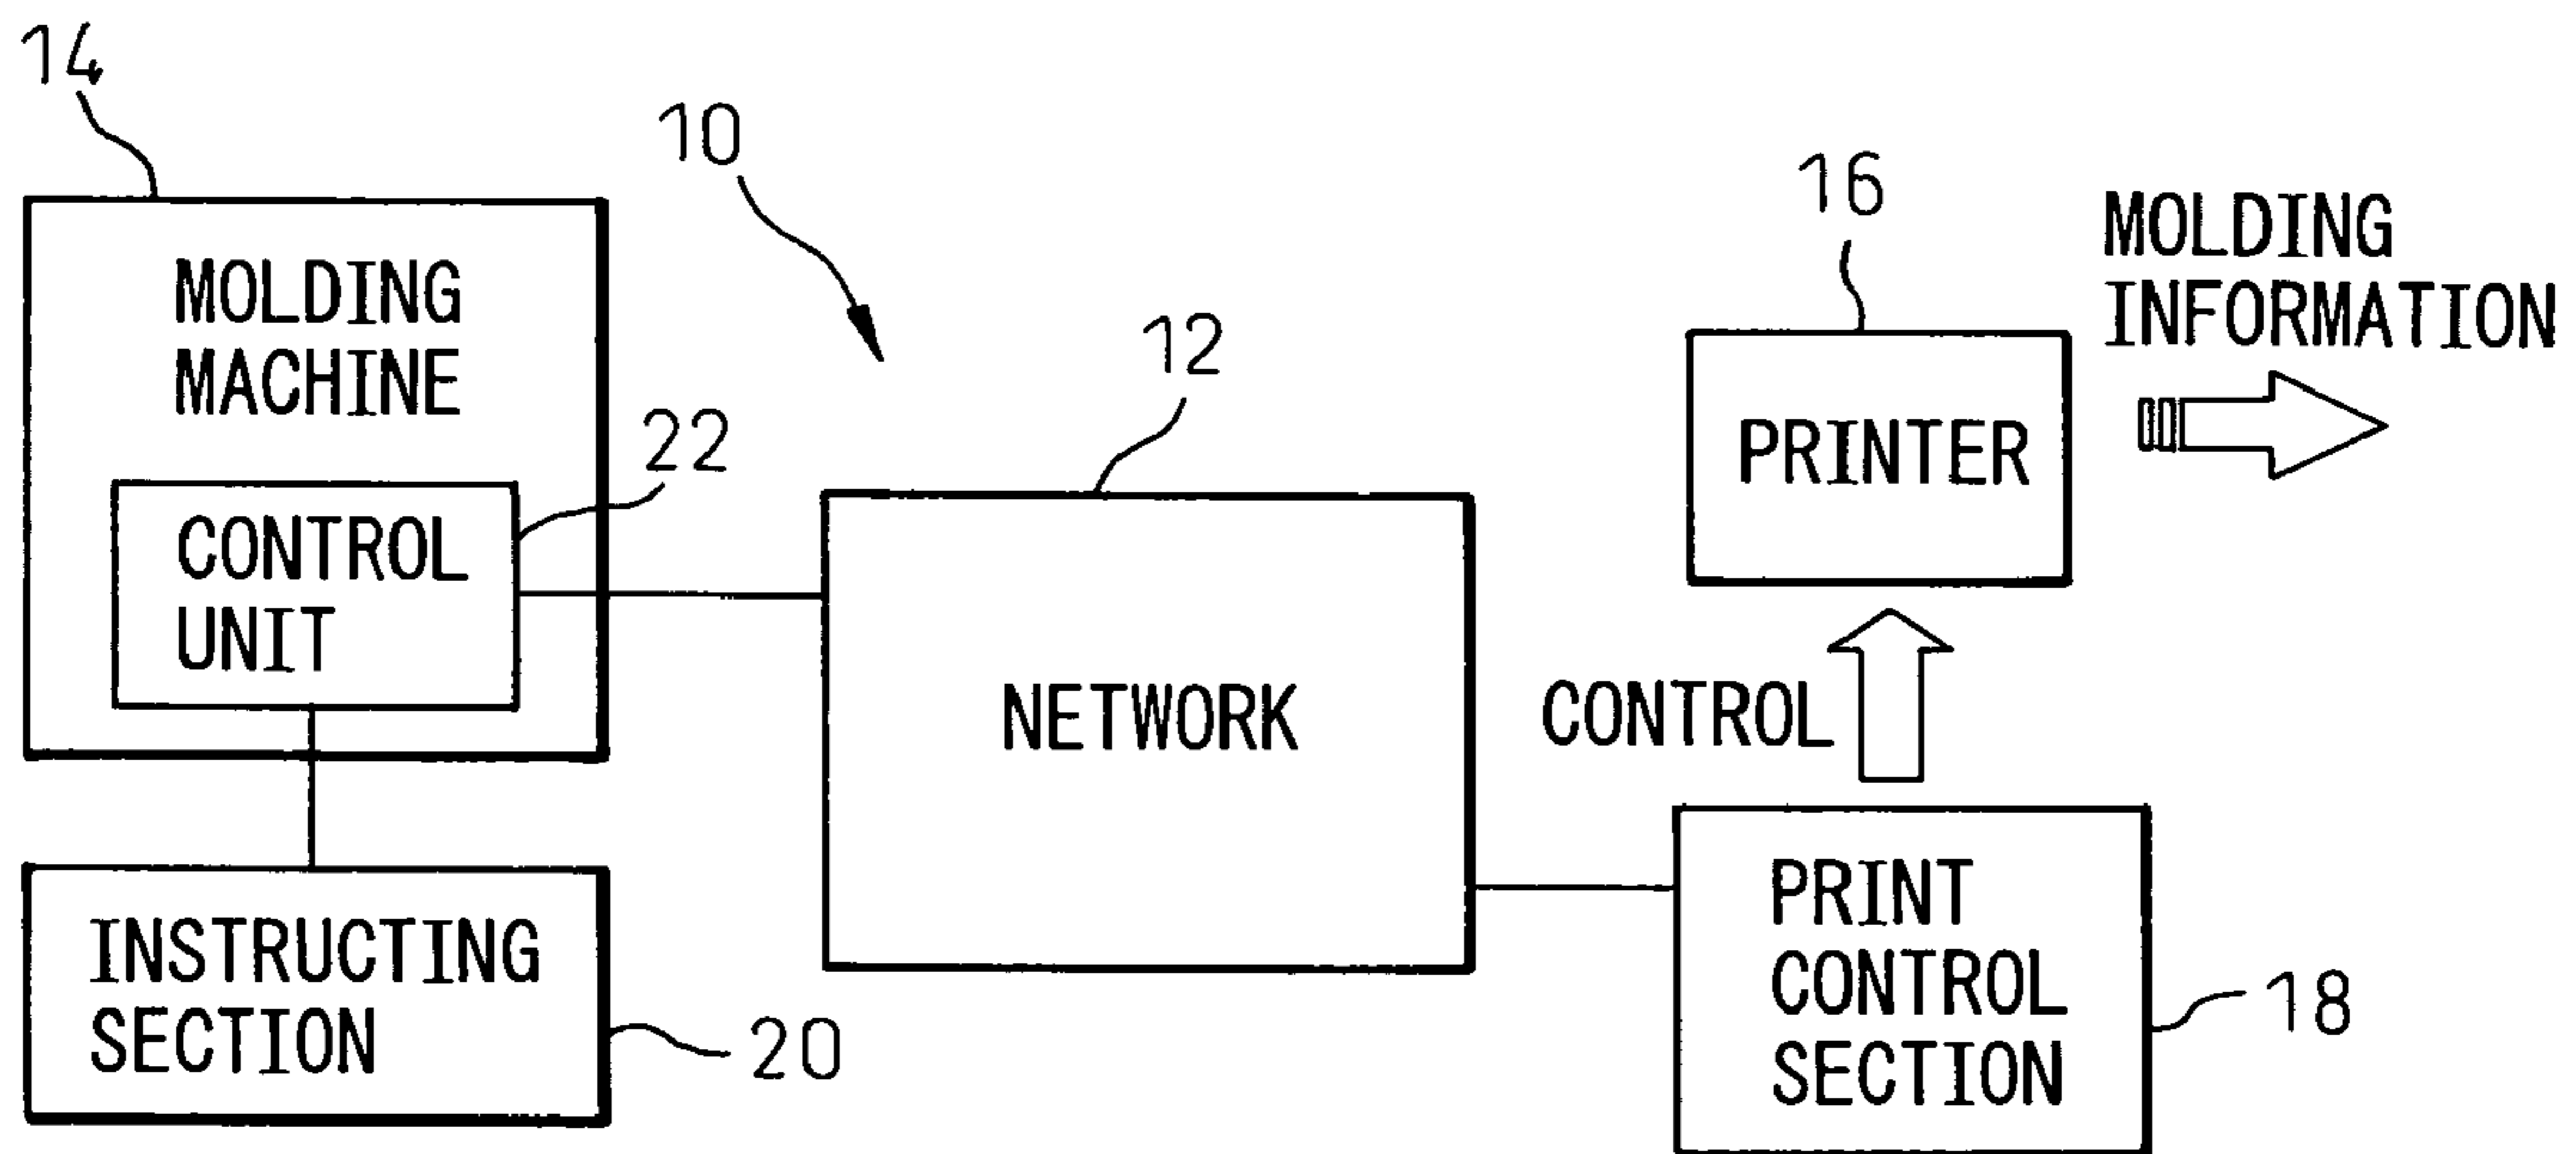 14
10
16
MOLDING
INFORMATION
MOLDING
MACHINE
12
22
PRINTER
CONTROL
UNIT
NETWORK
CONTROL
INSTRUCTING
SECTION
20
PRINT
CONTROL
SECTION
18